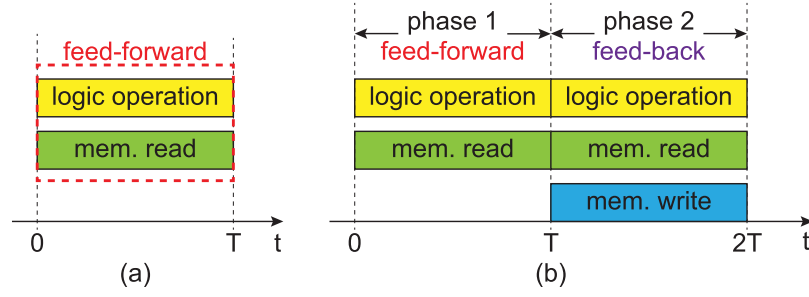 feed-forward
logic operation
mem. read
0 T t
(a)
phase 1 phase 2
feed-forward feed-back
logic operation logic operation
mem. read mem. read
mem. write
0 T 2T t
(b)